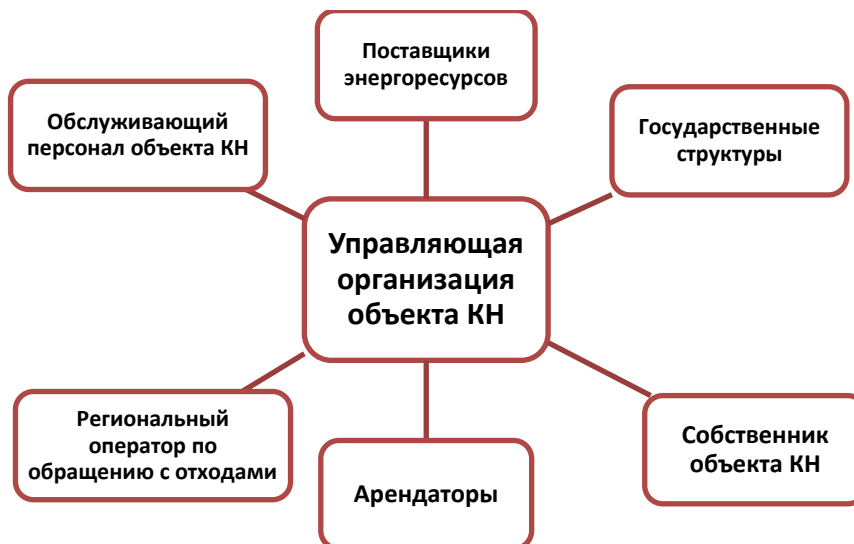 Поставщики
энергоресурсов
Обслуживающий
персонал объекта КН
Государственные
структуры
Управляющая
организация
объекта КН
Региональный
оператор по
обращению с отходами
Арендаторы
Собственник
объекта КН